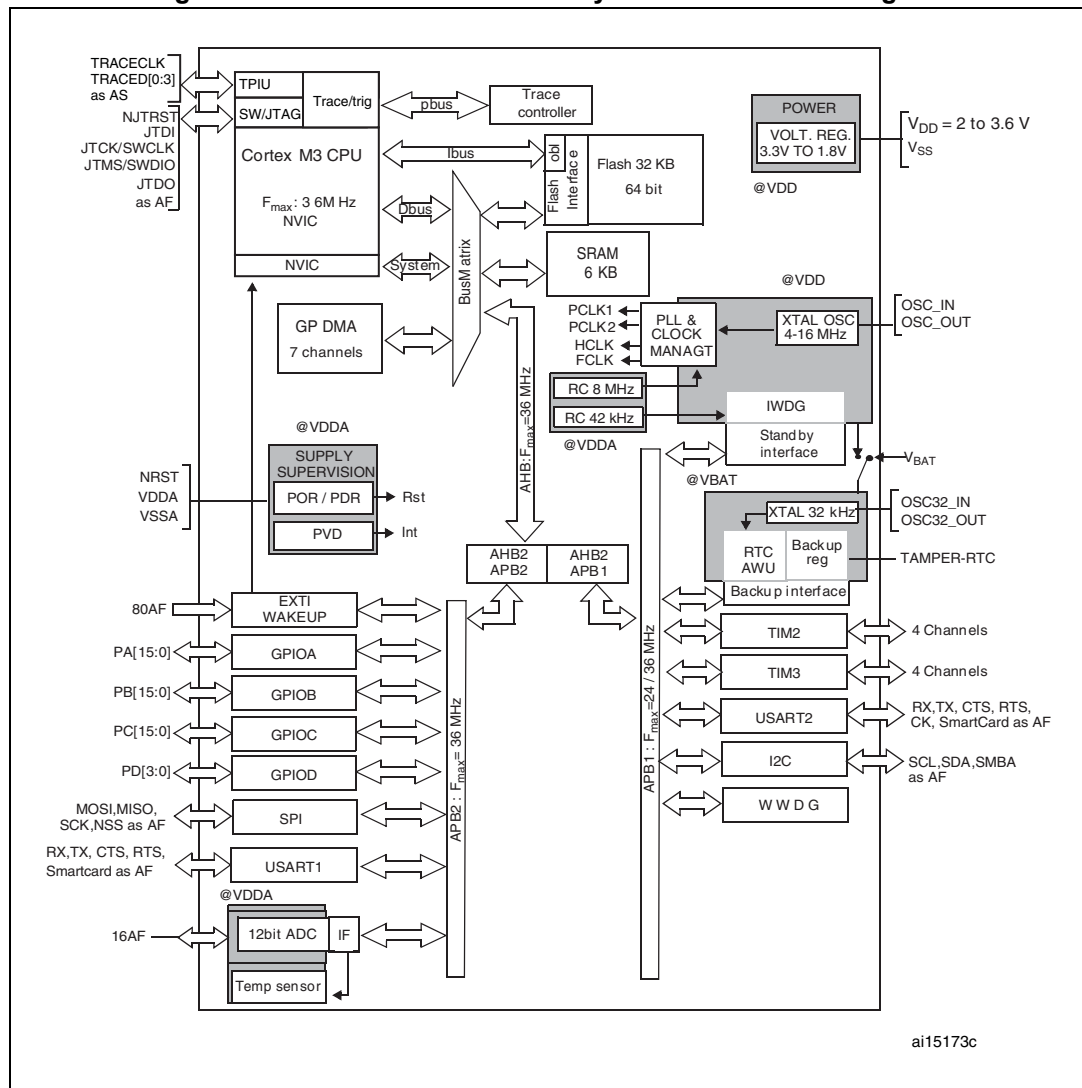 TRACECLK
TRACED[0:3]
as AS
NJTRST
JTDI
JTCK/SWCLK
JTMS/SWDIO
JTDO
as AF
TPIU
SW/JTAG
Trace/trig
Cortex M3 CPU
Fmax: 3 6M Hz
NVIC
NVIC
pbus
Trace
controller
Ibus
Dbus
System
BusM atrix
Flash
obl
Interface
Flash 32 KB
64 bit
SRAM
6 KB
POWER
VOLT. REG.
3.3V TO 1.8V
@VDD
VDD = 2 to 3.6 V
VSS
GP DMA
7 channels
@VDD
PCLK1
PCLK2
HCLK
FCLK
PLL &
CLOCK
MANAGT
XTAL OSC
4-16 MHz
OSC_IN
OSC_OUT
RC 8 MHz
RC 42 kHz
@VDDA
IWDG
Stand by
interface
AHB: Fmax=36 MHz
@VDDA
SUPPLY
SUPERVISION
POR / PDR
PVD
Rst
Int
NRST
VDDA
VSSA
@VBAT
VBAT
XTAL 32 kHz
OSC32_IN
OSC32_OUT
RTC
AWU
Backup
reg
TAMPER-RTC
Backup interface
AHB2
APB2
AHB2
APB1
80AF
EXTI
WAKEUP
PA[15:0]
GPIOA
PB[15:0]
GPIOB
PC[15:0]
GPIOC
PD[3:0]
GPIOD
MOSI,MISO,
SCK,NSS as AF
SPI
RX,TX, CTS, RTS,
Smartcard as AF
USART1
@VDDA
16AF
12bit ADC
IF
Temp sensor
APB2 : Fmax= 36 MHz
APB1 : Fmax=24 / 36 MHz
TIM2
4 Channels
TIM3
4 Channels
USART2
RX,TX, CTS, RTS,
CK, SmartCard as AF
I2C
SCL,SDA,SMBA
as AF
W W D G
ai15173c